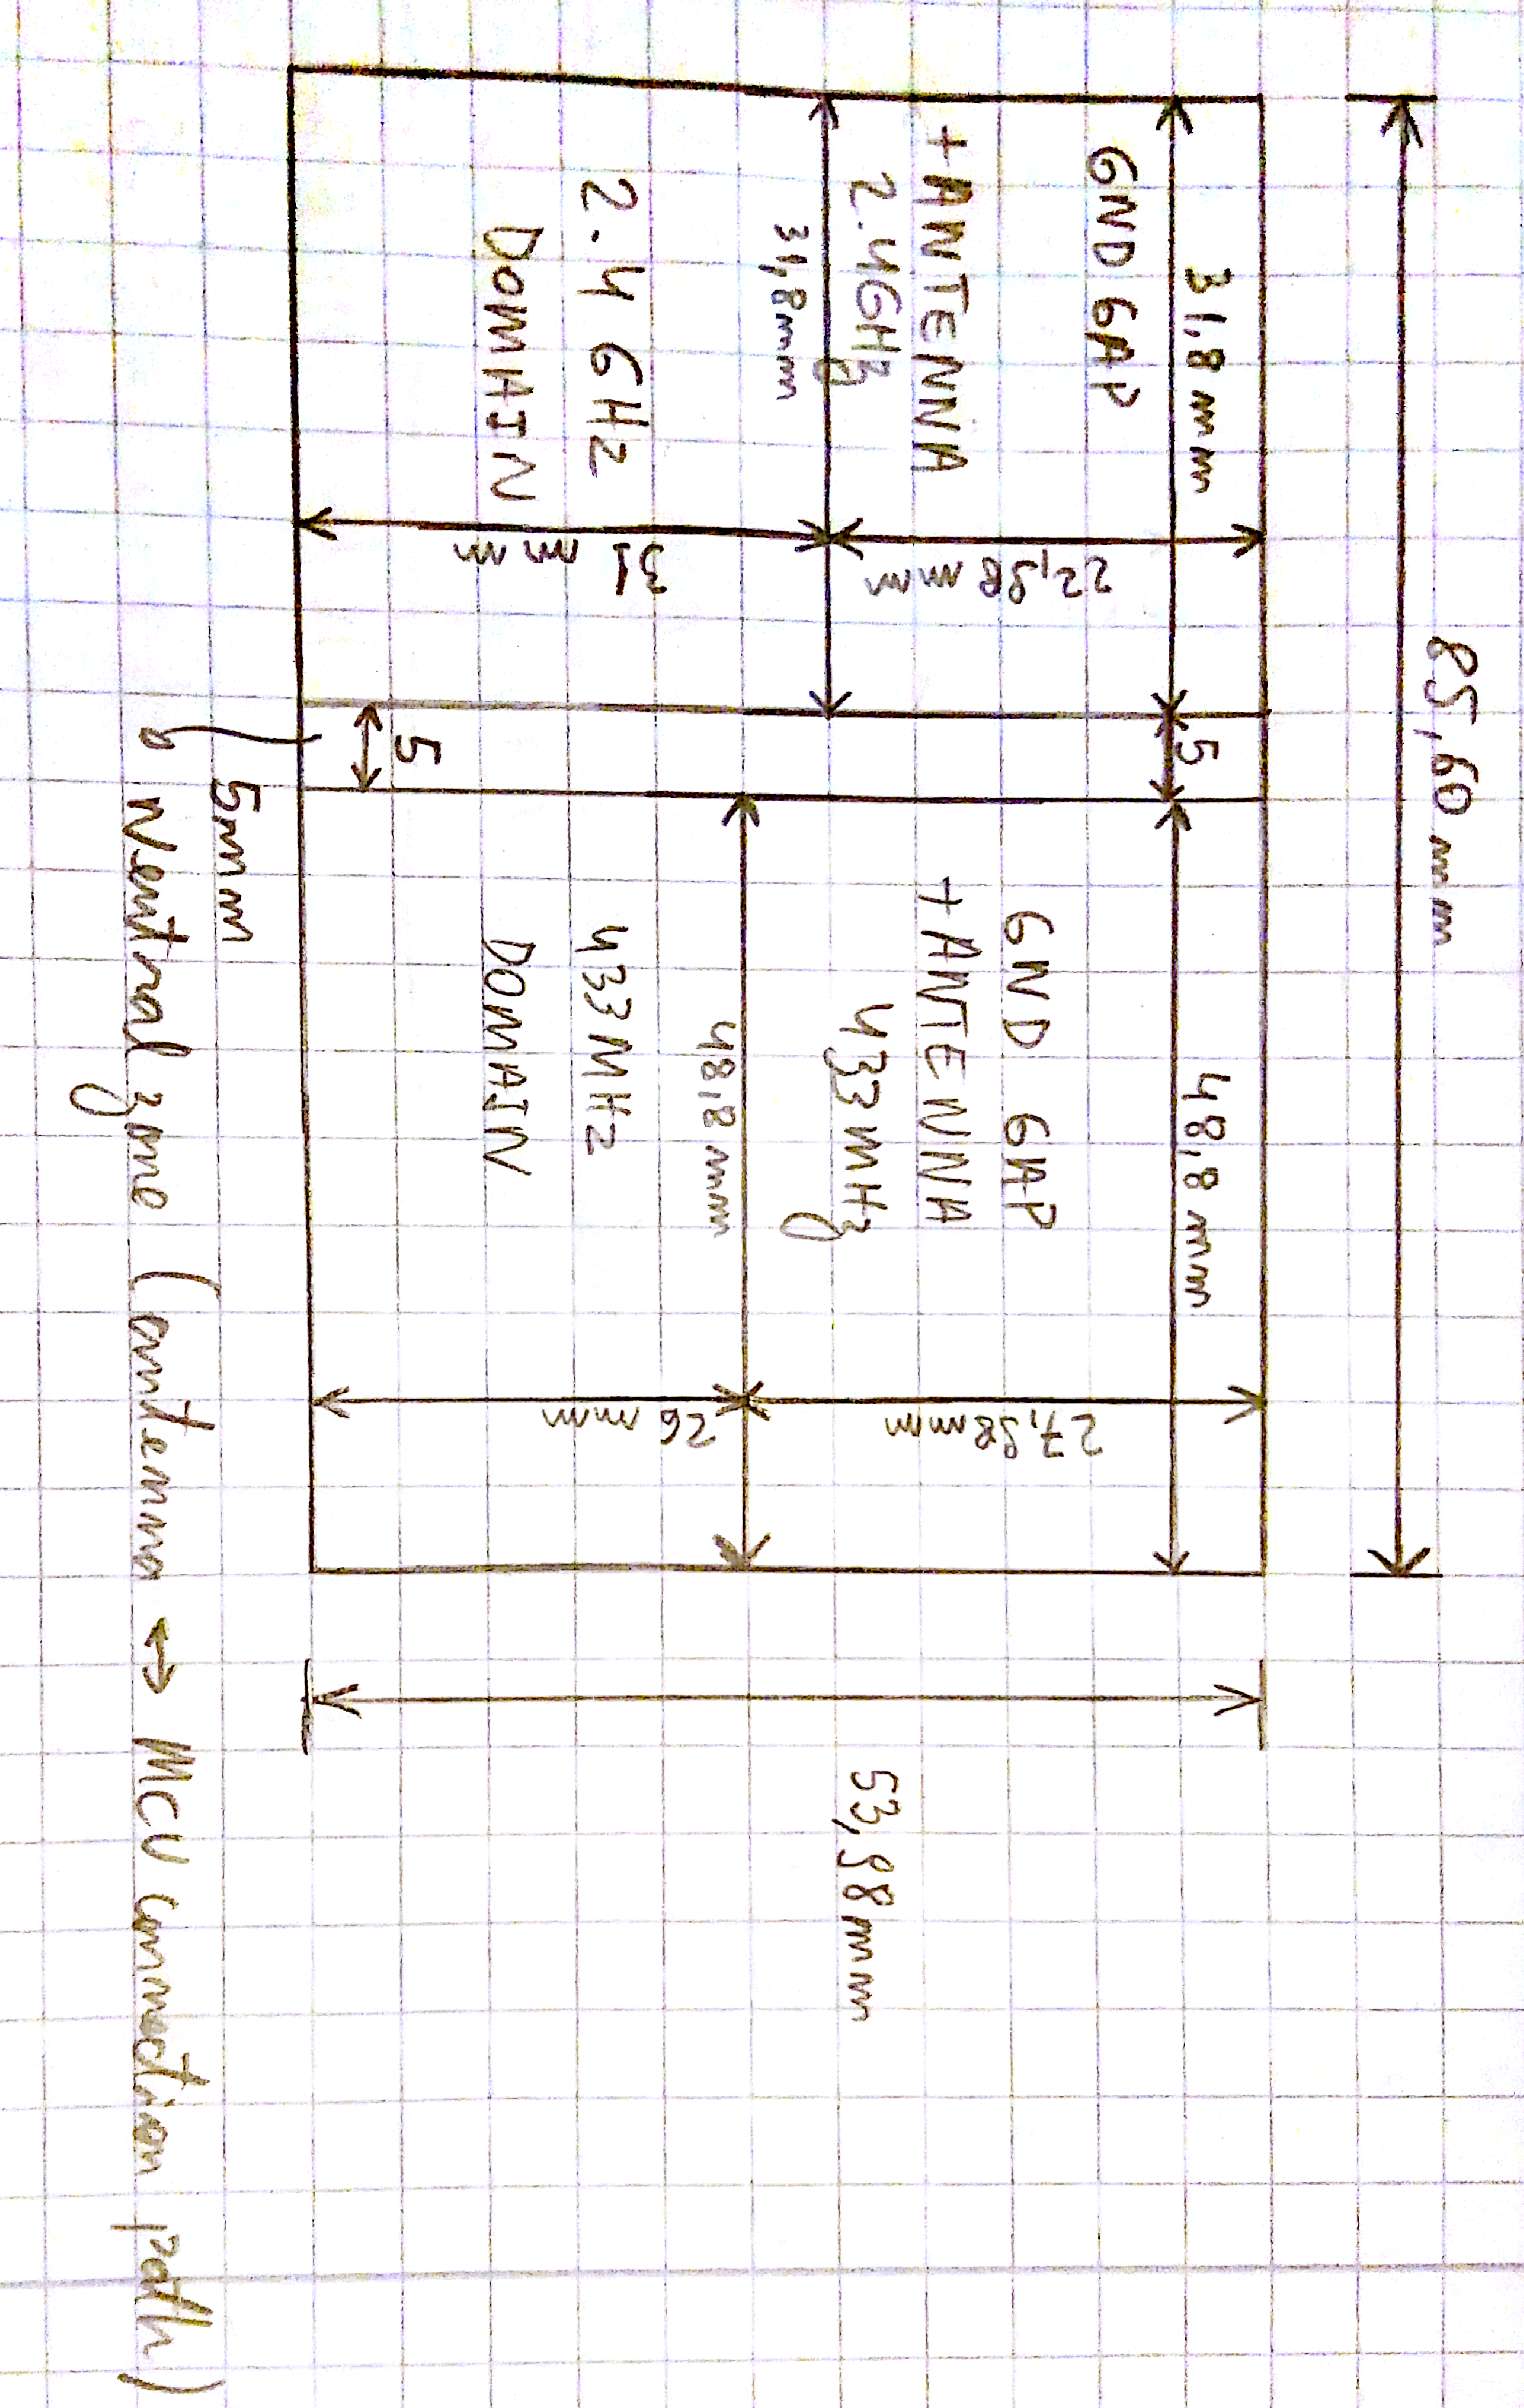 85,60 mm
31,8 mm
5
48,8 mm
GND GAP
22,98 mm
27,98 mm
GND GAP
+ ANTENNA
2.4GHz
+ ANTENNA
433 MHz
53,98 mm
31,8 mm
48,8 mm
26 mm
2.4 GHz
DOMAIN
31 mm
433 MHz
DOMAIN
5
5mm
Neutral zone (antenna ↔ MCU connection path)